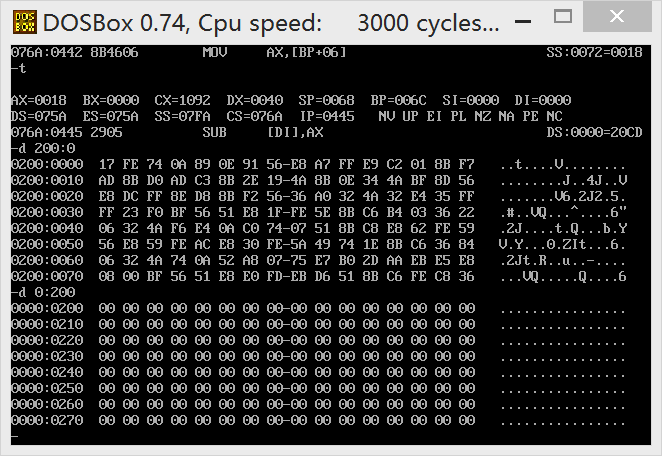 DOSBox 0.74, Cpu speed: 3000 cycles...
076A:0442 8B4606 MOV AX,[BP+06] SS:0072=0018
-t
AX=0018 BX=0000 CX=1092 DX=0040 SP=0068 BP=006C SI=0000 DI=0000
DS=075A ES=075A SS=07FA CS=076A IP=0445 NV UP EI PL NZ NA PE NC
076A:0445 2905 SUB [DI],AX DS:0000=20CD
-d 200:0
0200:0000 17 FE 74 0A 89 0E 91 56-E8 A7 FF E9 C2 01 8B F7 ..t....V........
0200:0010 AD 8B D0 AD C3 8B 2E 19-4A 8B 0E 34 4A BF 8D 56 ........J..4J..V
0200:0020 E8 DC FF 8E D8 8B F2 56-36 A0 32 4A 32 E4 35 FF .......V6.2J2.5.
0200:0030 FF 23 F0 BF 56 51 E8 1F-FE 5E 8B C6 B4 03 36 22 .#..VQ...^....6"
0200:0040 06 32 4A F6 E4 0A C0 74-07 51 8B C8 E8 62 FE 59 .2J....t.Q...b.Y
0200:0050 56 E8 59 FE AC E8 30 FE-5A 49 74 1E 8B C6 36 84 V.Y...0.ZIt...6.
0200:0060 06 32 4A 74 0A 52 A8 07-75 E7 B0 2D AA EB E5 E8 .2Jt.R..u..-....
0200:0070 08 00 BF 56 51 E8 E0 FD-EB D6 51 8B C6 FE C8 36 ...VQ.....Q....6
-d 0:200
0000:0200 00 00 00 00 00 00 00 00-00 00 00 00 00 00 00 00 ................
0000:0210 00 00 00 00 00 00 00 00-00 00 00 00 00 00 00 00 ................
0000:0220 00 00 00 00 00 00 00 00-00 00 00 00 00 00 00 00 ................
0000:0230 00 00 00 00 00 00 00 00-00 00 00 00 00 00 00 00 ................
0000:0240 00 00 00 00 00 00 00 00-00 00 00 00 00 00 00 00 ................
0000:0250 00 00 00 00 00 00 00 00-00 00 00 00 00 00 00 00 ................
0000:0260 00 00 00 00 00 00 00 00-00 00 00 00 00 00 00 00 ................
0000:0270 00 00 00 00 00 00 00 00-00 00 00 00 00 00 00 00 ................
-